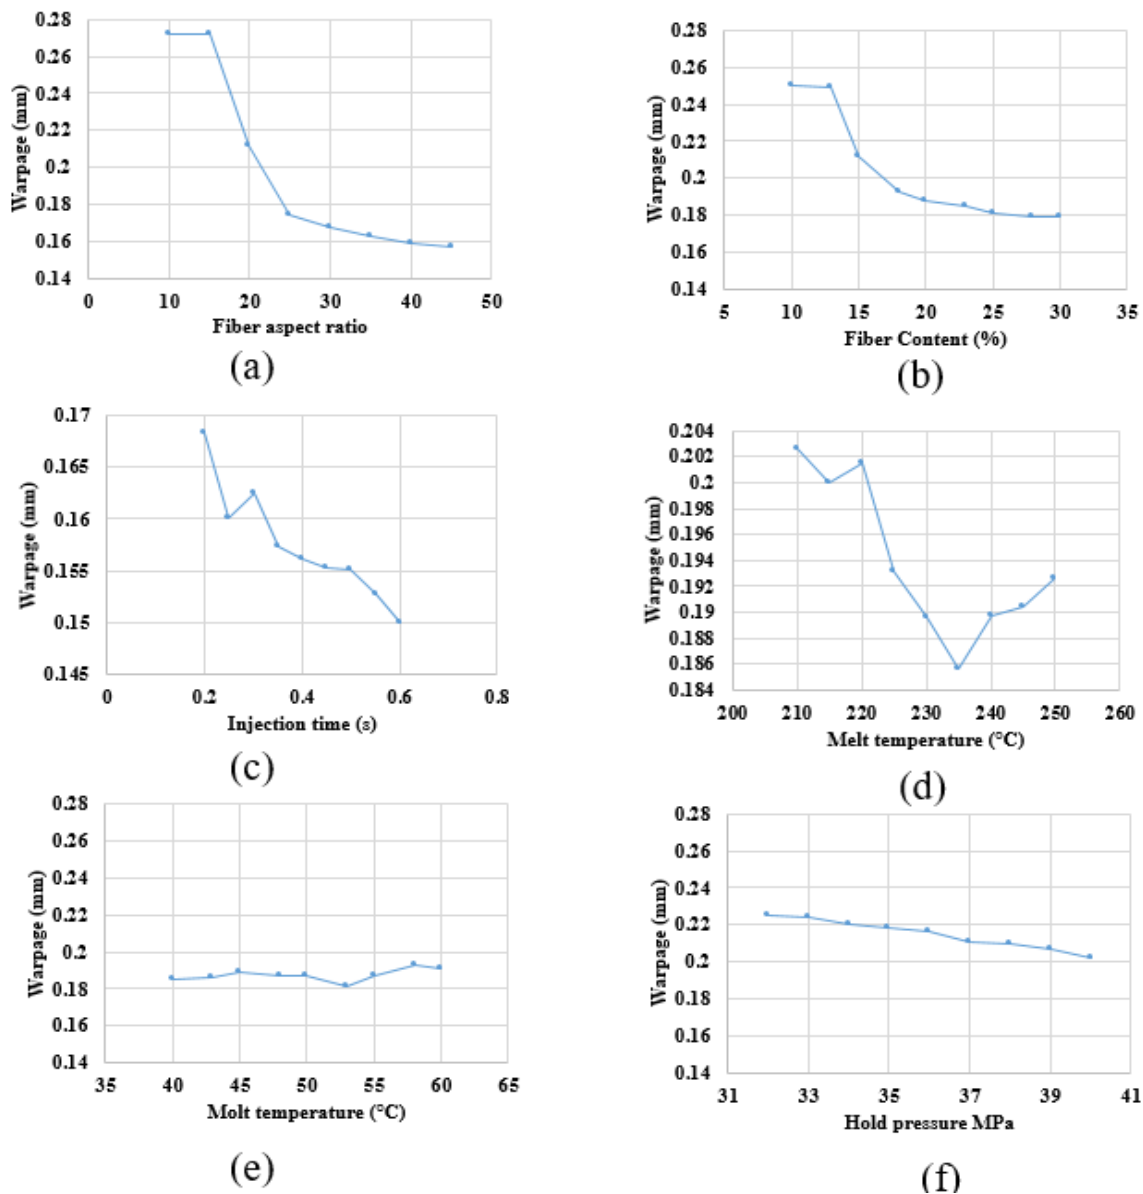 0.28
0.26
0.24
0.22
0.2
0.18
0.16
0.14
Warpage (mm)
0 10 20 30 40 50
Fiber aspect ratio
(a)
0.28
0.26
0.24
0.22
0.2
0.18
0.16
0.14
Warpage (mm)
5 10 15 20 25 30 35
Fiber Content (%)
(b)
0.17
0.165
0.16
0.155
0.15
0.145
Warpage (mm)
0 0.2 0.4 0.6 0.8
Injection time (s)
(c)
0.204
0.202
0.2
0.198
0.196
0.194
0.192
0.19
0.188
0.186
0.184
Warpage (mm)
200 210 220 230 240 250 260
Melt temperature (°C)
(d)
0.28
0.26
0.24
0.22
0.2
0.18
0.16
0.14
Warpage (mm)
35 40 45 50 55 60 65
Molt temperature (°C)
(e)
0.28
0.26
0.24
0.22
0.2
0.18
0.16
0.14
Warpage (mm)
31 33 35 37 39 41
Hold pressure MPa
(f)